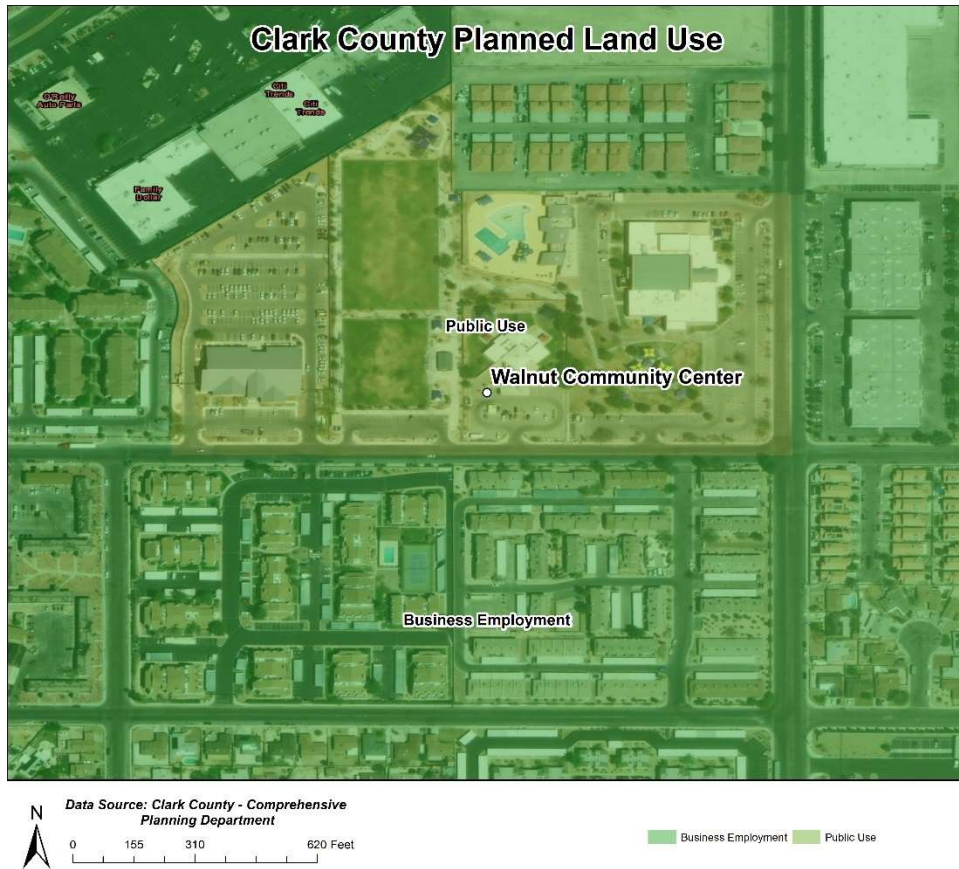 Clark County Planned Land Use
O'Reilly
Auto Parts
Citi
Trends
Citi
Trends
Family
Dollar
Public Use
Walnut Community Center
Business Employment
N
Data Source: Clark County - Comprehensive
Planning Department
0 155 310 620 Feet
Business Employment Public Use